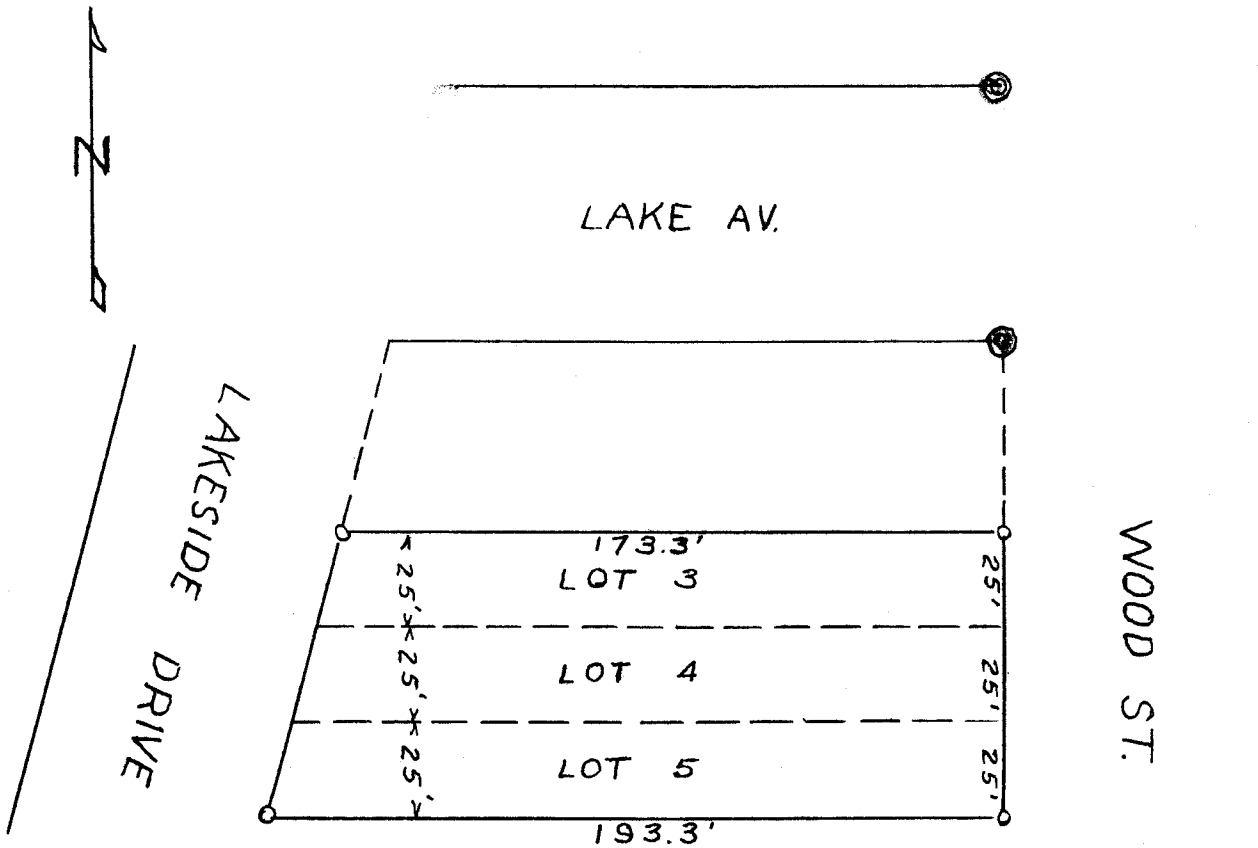 N
LAKE AV.
LAKESIDE DRIVE
WOOD ST.
173.3'
LOT 3
25'
25'
LOT 4
25'
25'
LOT 5
25'
25'
193.3'